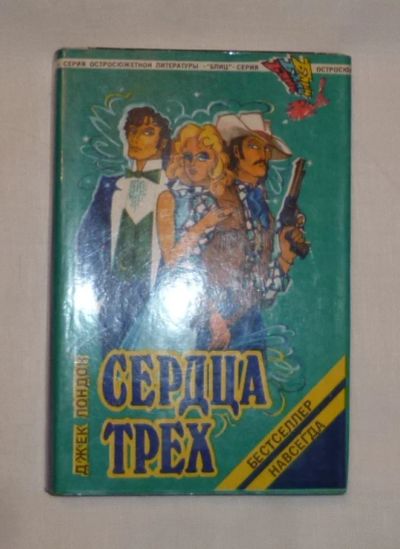 СЕРИЯ ОСТРОСЮЖЕТНОЙ ЛИТЕРАТУРЫ - "БЛИЦ" - СЕРИЯ
ОСТРОСЮ
ДЖЕК ЛОНДОН
СЕРДЦА
ТРЕХ
БЕСТСЕЛЛЕР
НАВСЕГДА